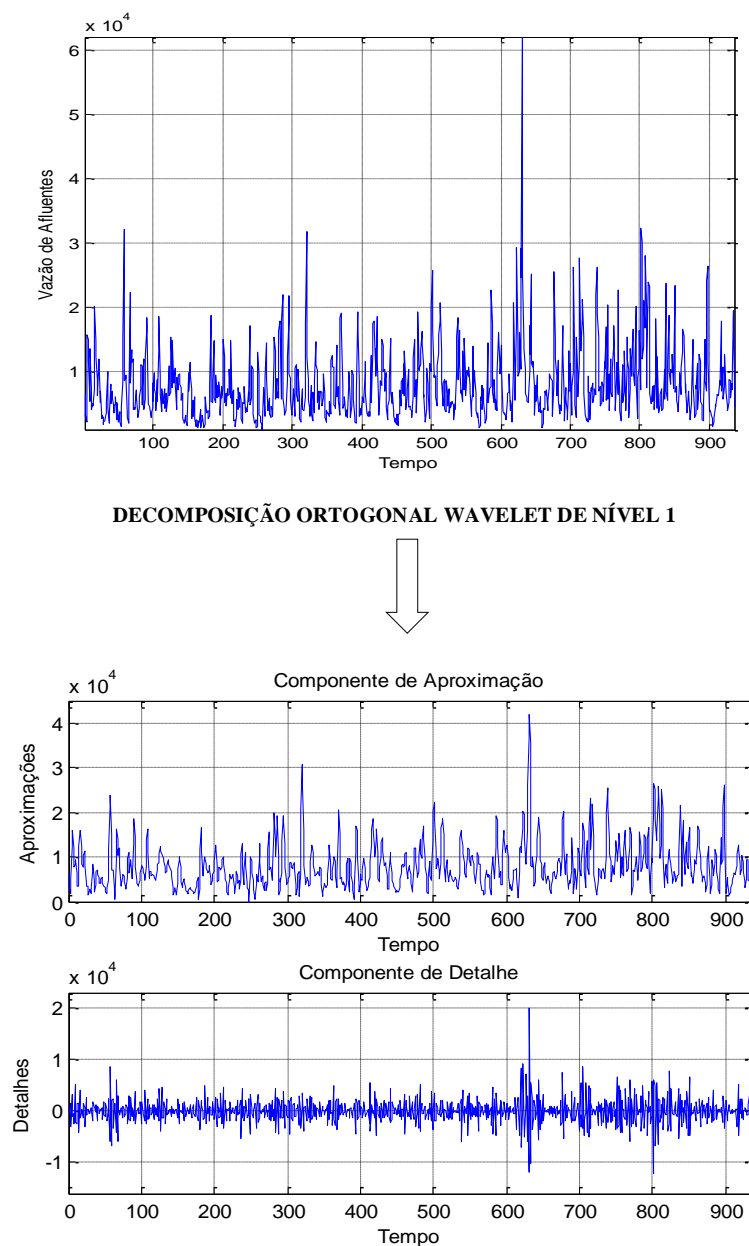 x 10^4
6
5
4
3
2
1
Vazão de Afluentes
100 200 300 400 500 600 700 800 900
Tempo
DECOMPOSIÇÃO ORTOGONAL WAVELET DE NÍVEL 1
x 10^4
Componente de Aproximação
4
3
2
1
0
Aproximações
0 100 200 300 400 500 600 700 800 900
Tempo
x 10^4
Componente de Detalhe
2
1
0
-1
Detalhes
0 100 200 300 400 500 600 700 800 900
Tempo